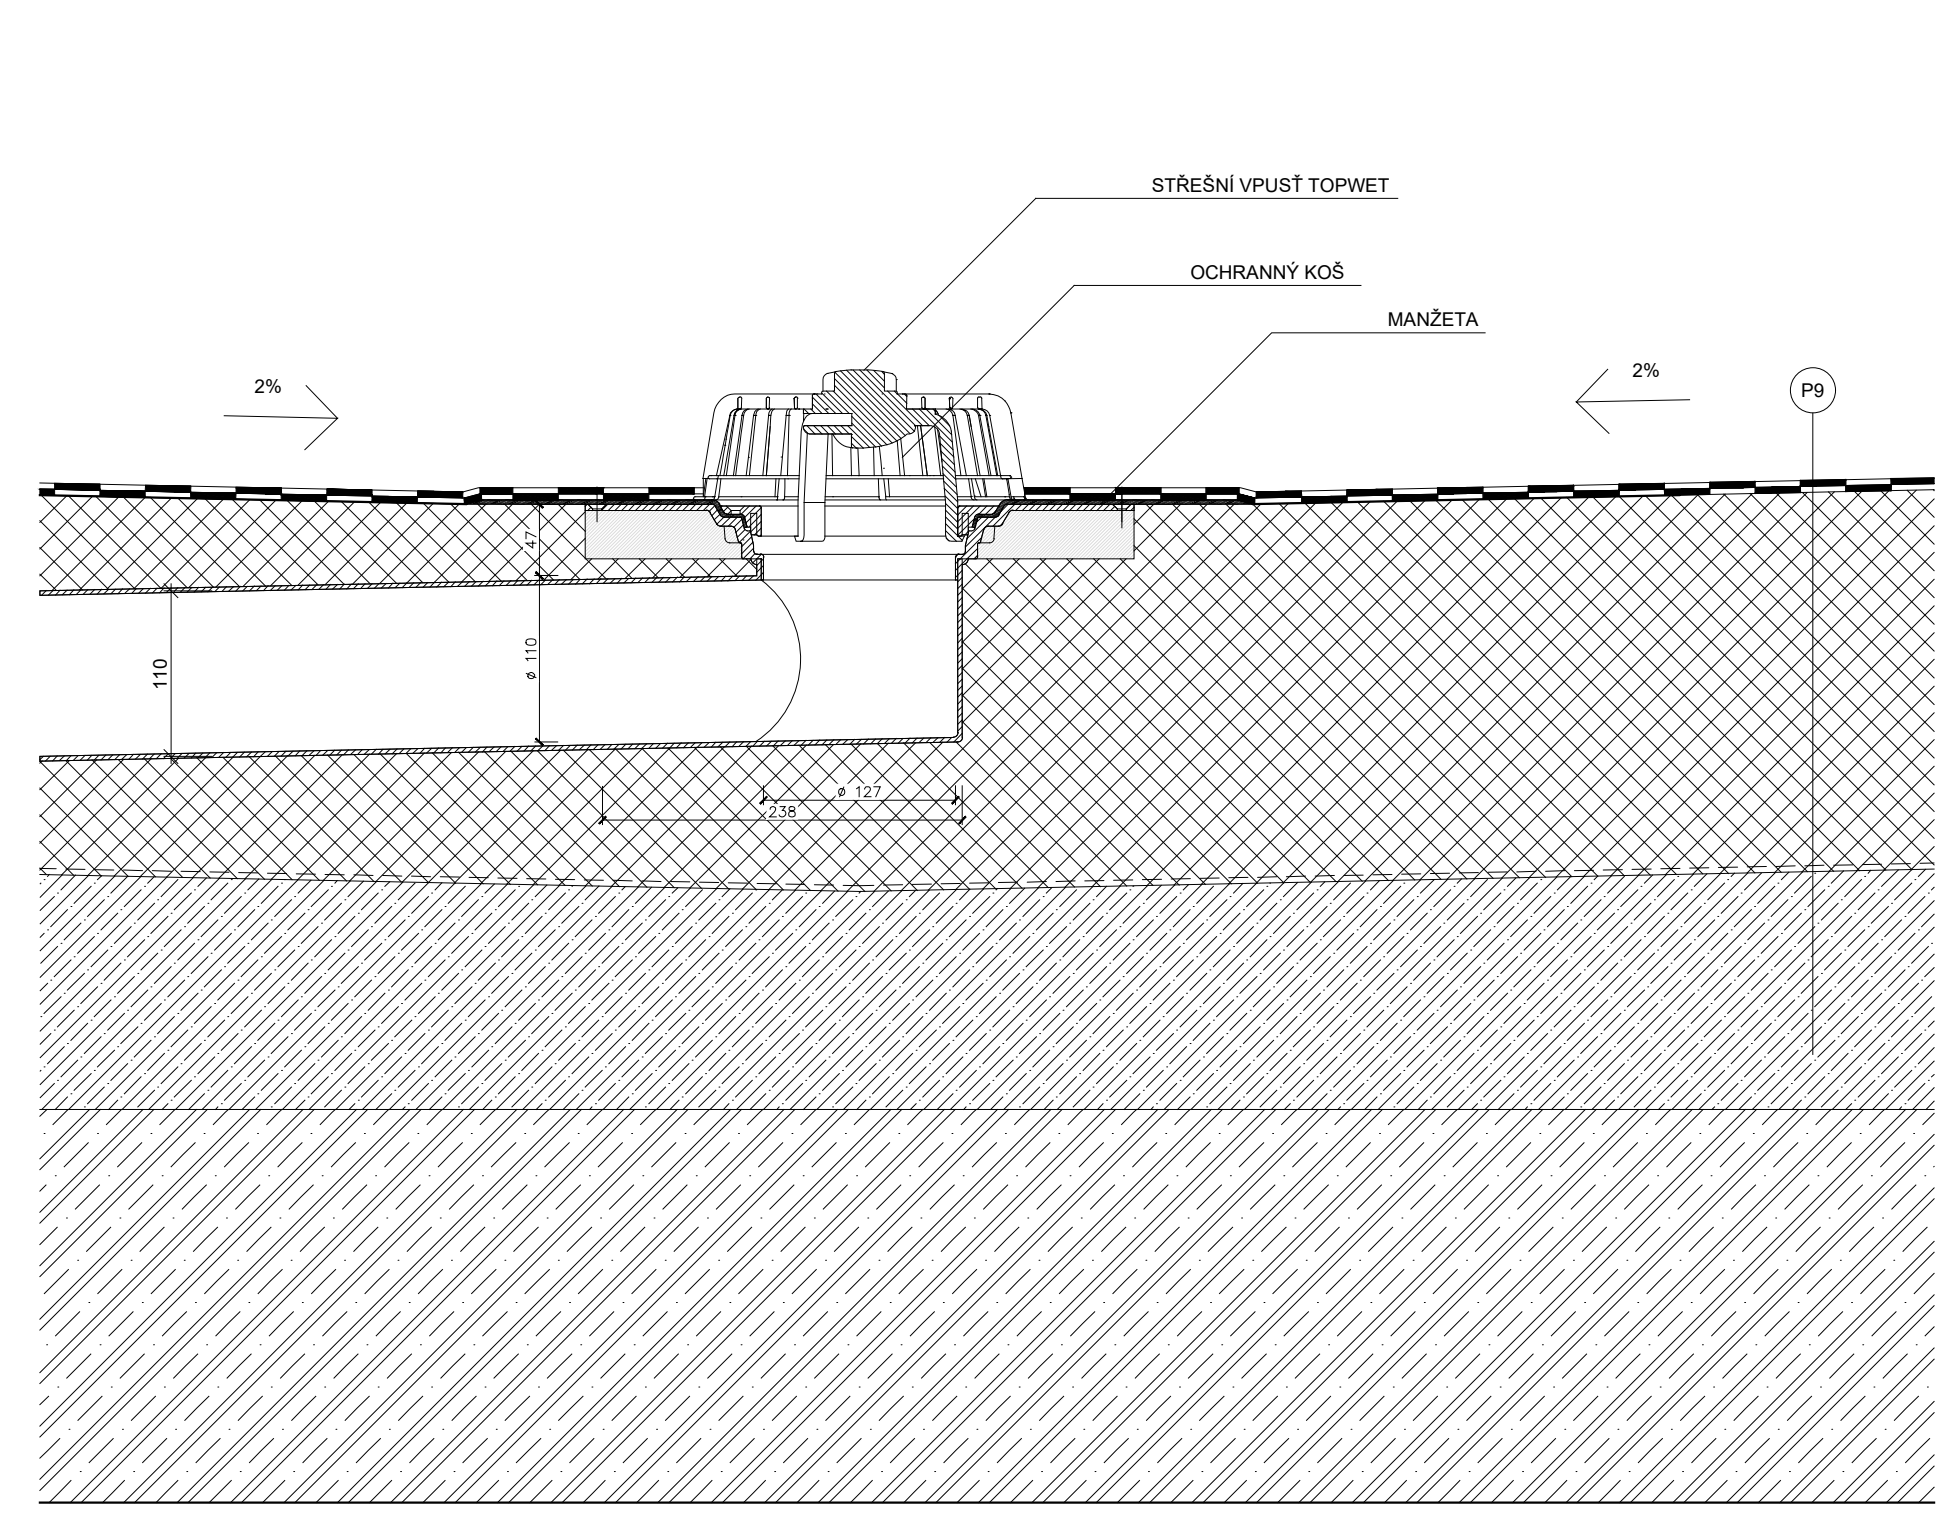 STŘEŠNÍ VPUSŤ TOPWET
OCHRANNÝ KOŠ
MANŽETA
2%
2%
P9
47
110
ø 110
ø 127
238